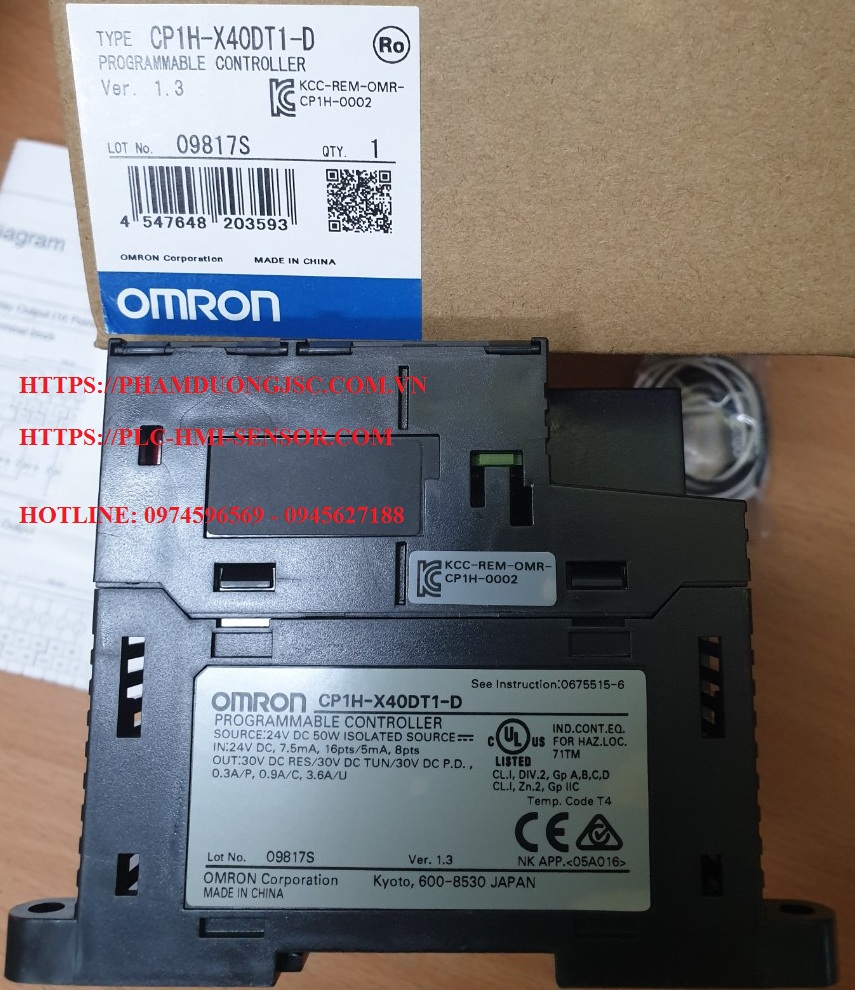 TYPE CP1H-X40DT1-D
Ro
PROGRAMMABLE CONTROLLER
Ver. 1.3
KCC-REM-OMR-
CP1H-0002
LOT No. 09817S QTY. 1
4 547648 203593
OMRON Corporation MADE IN CHINA
OMRON
HTTPS://PHAMDUONGJSC.COM.VN
HTTPS://PLC-HMI-SENSOR.COM
HOTLINE: 0974596569 - 0945627188
KCC-REM-OMR-
CP1H-0002
See Instruction:0675515-6
OMRON CP1H-X40DT1-D
PROGRAMMABLE CONTROLLER
SOURCE:24V DC 50W ISOLATED SOURCE
IN:24V DC, 7.5mA, 16pts/5mA, 8pts
OUT:30V DC RES/30V DC TUN/30V DC P.D.,
0.3A/P, 0.9A/C, 3.6A/U
C UL US
LISTED
IND.CONT.EQ.
FOR HAZ.LOC.
71TM
CL.I, DIV.2, Gp A,B,C,D
CL.I, Zn.2, Gp IIC
Temp. Code T4
CE
NK APP.<05A016>
Lot No. 09817S Ver. 1.3
OMRON Corporation Kyoto, 600-8530 JAPAN
MADE IN CHINA